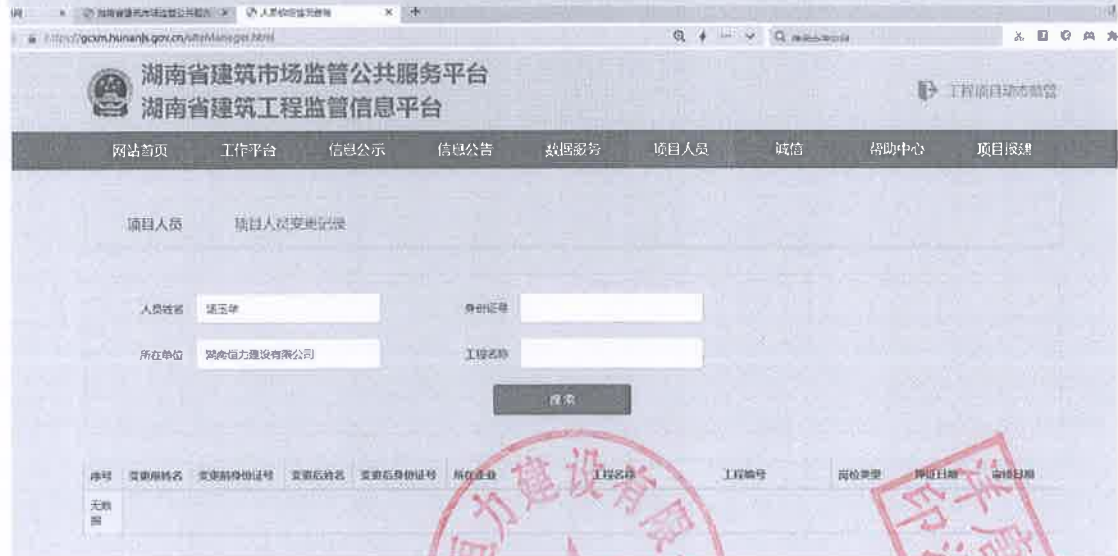 湖南省建筑市场监管公共服务平台
湖南省建筑工程监管信息平台
工程项目动态监管
网站首页 工作平台 信息公示 信息公告 数据服务 项目人员 诚信 帮助中心 项目报建
项目人员 项目人员变更记录
人员姓名 身份证号
所在单位 湖南恒力建设有限公司 工程名称
搜索
序号 变更前姓名 变更前身份证号 变更后姓名 变更后身份证号 所在企业 工程名称 工程编号 岗位类型
无数据
力建设有限
印